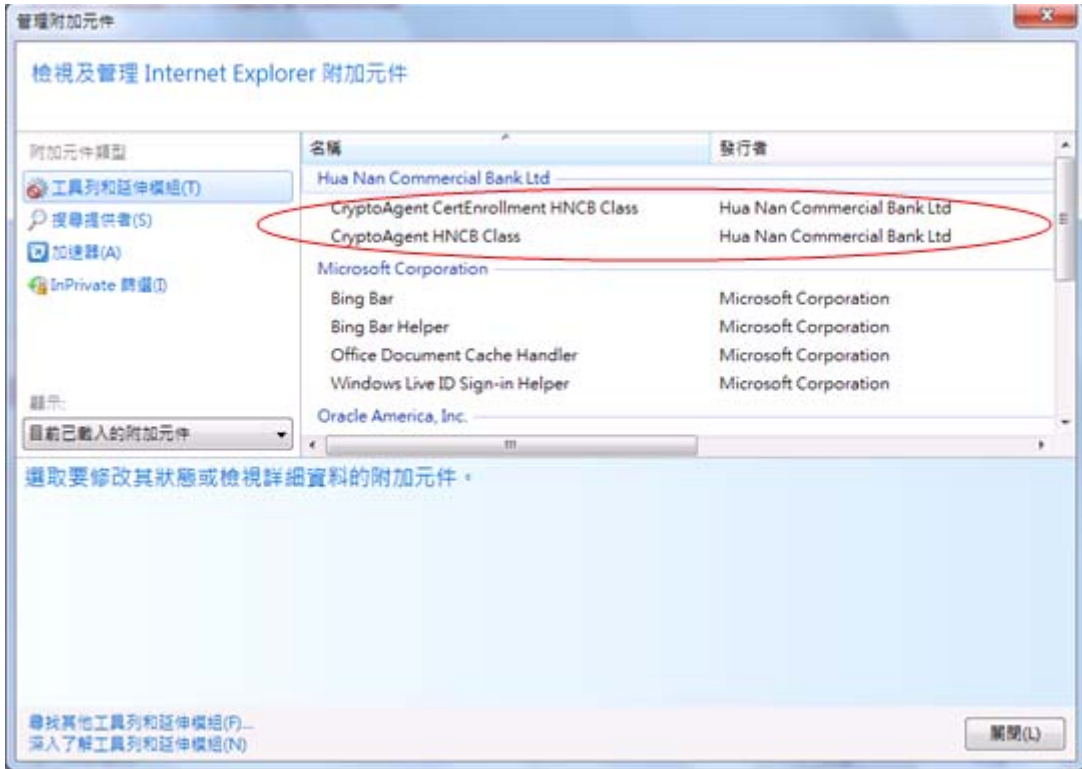 管理附加元件
檢視及管理 Internet Explorer 附加元件
附加元件類型
工具列和延伸模組(T)
搜尋提供者(S)
加速器(A)
InPrivate 篩選(I)
顯示:
目前已載入的附加元件
名稱 發行者
Hua Nan Commercial Bank Ltd
CryptoAgent CertEnrollment HNCB Class Hua Nan Commercial Bank Ltd
CryptoAgent HNCB Class Hua Nan Commercial Bank Ltd
Microsoft Corporation
Bing Bar Microsoft Corporation
Bing Bar Helper Microsoft Corporation
Office Document Cache Handler Microsoft Corporation
Windows Live ID Sign-in Helper Microsoft Corporation
Oracle America, Inc.
選取要修改其狀態或檢視詳細資料的附加元件。
尋找其他工具列和延伸模組(F)...
深入了解工具列和延伸模組(N)
關閉(L)